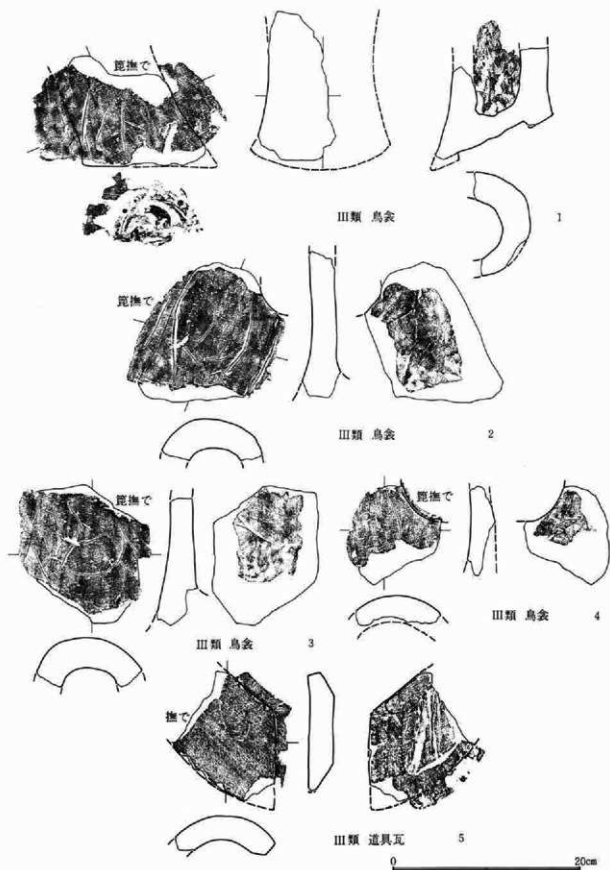 箆撫で
III類 鳥衾 1
箆撫で
III類 鳥衾 2
箆撫で
III類 鳥衾 3
箆撫で
III類 鳥衾 4
撫で
III類 道具瓦 5
0 20cm